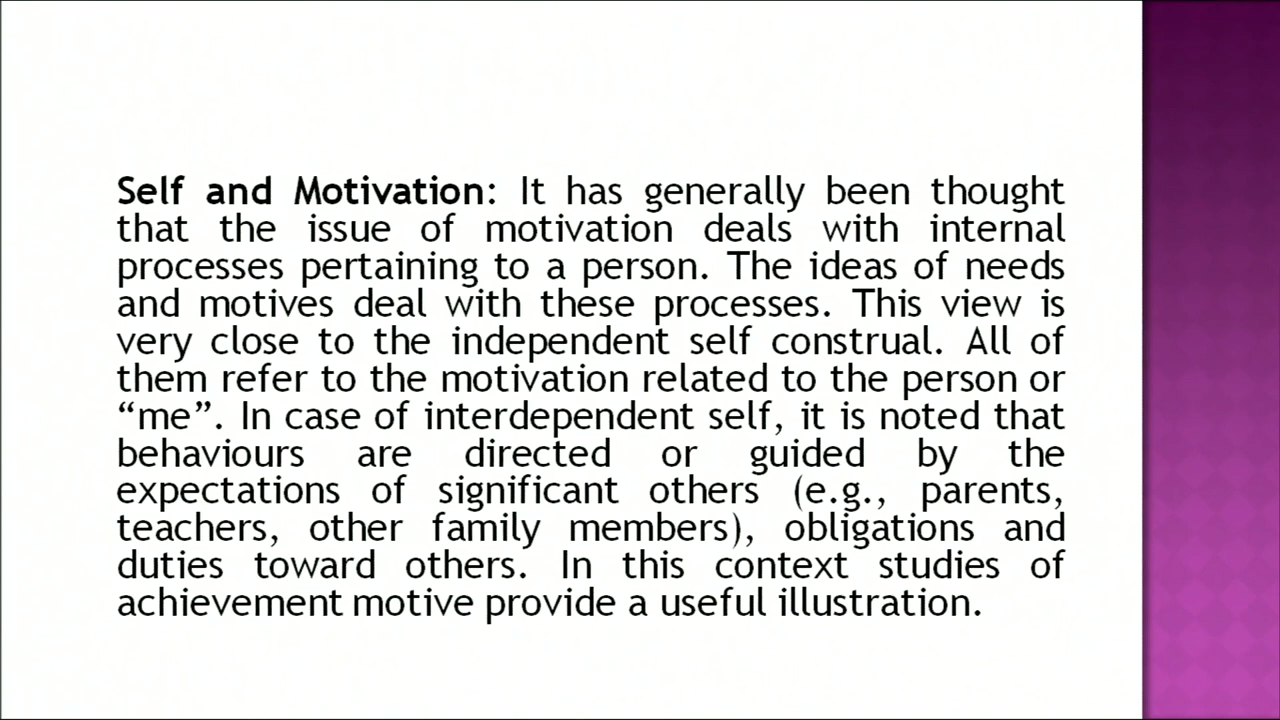 Self and Motivation: It has generally been thought
that the issue of motivation deals with internal
processes pertaining to a person. The ideas of needs
and motives deal with these processes. This view is
very close to the independent self construal. All of
them refer to the motivation related to the person or
“me”. In case of interdependent self, it is noted that
behaviours are directed or guided by the
expectations of significant others (e.g., parents,
teachers, other family members), obligations and
duties toward others. In this context studies of
achievement motive provide a useful illustration.